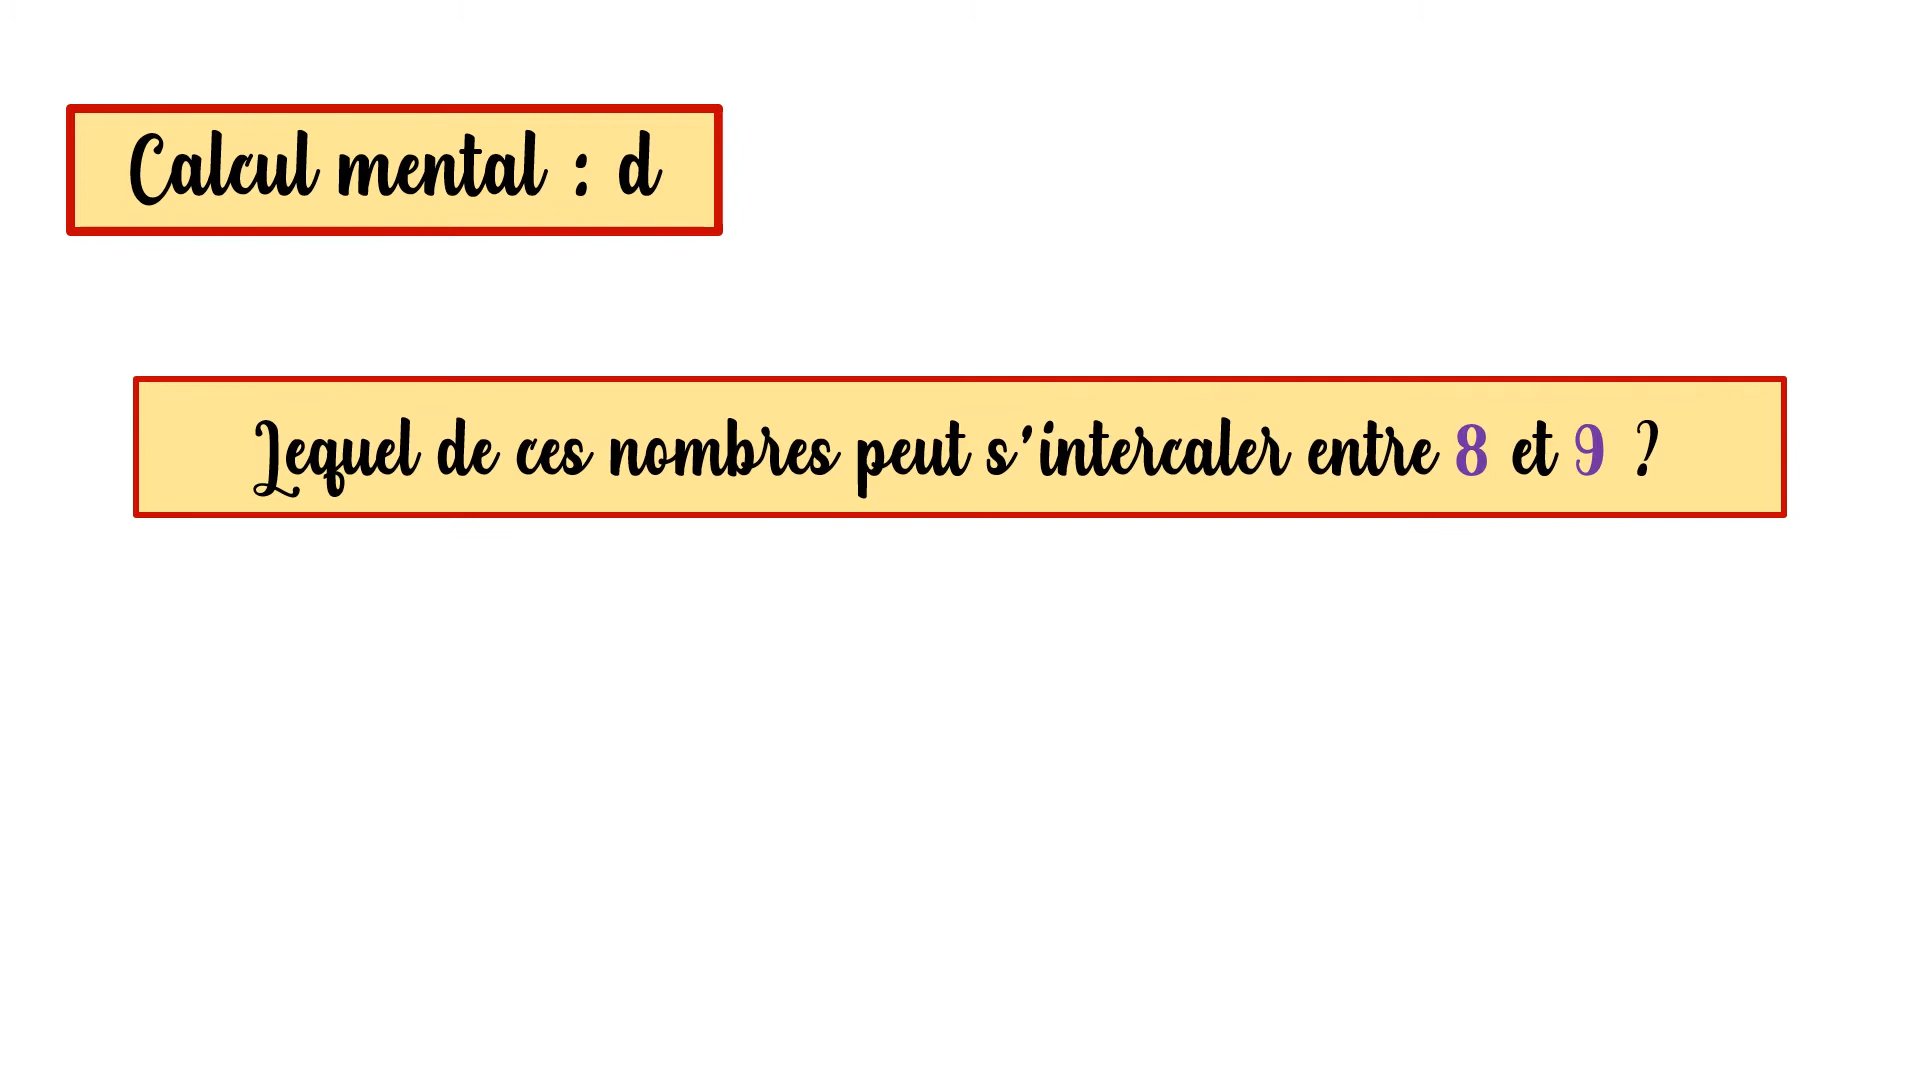 Calcul mental : d
Lequel de ces nombres peut s'intercaler entre 8 et 9 ?